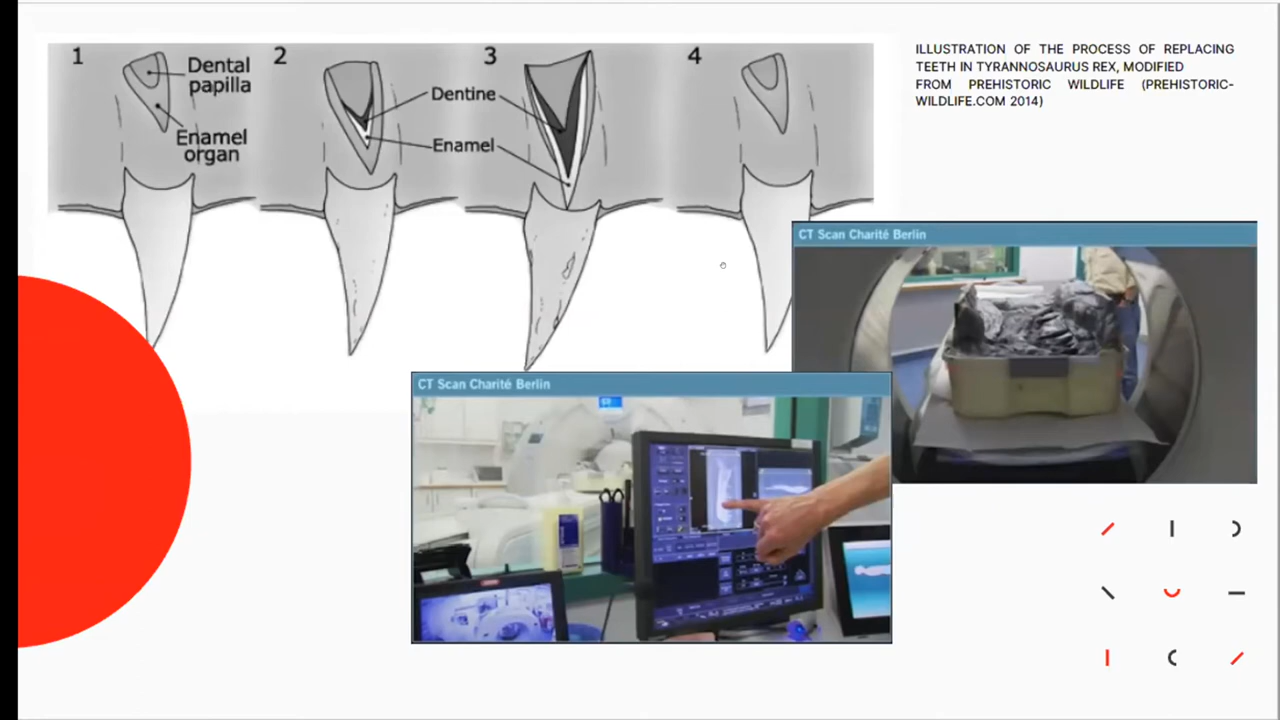 1
Dental
papilla
Enamel
organ
2
3
Dentine
Enamel
4
ILLUSTRATION OF THE PROCESS OF REPLACING
TEETH IN TYRANNOSAURUS REX, MODIFIED
FROM PREHISTORIC WILDLIFE (PREHISTORIC-
WILDLIFE.COM 2014)
CT Scan Charité Berlin
CT Scan Charité Berlin